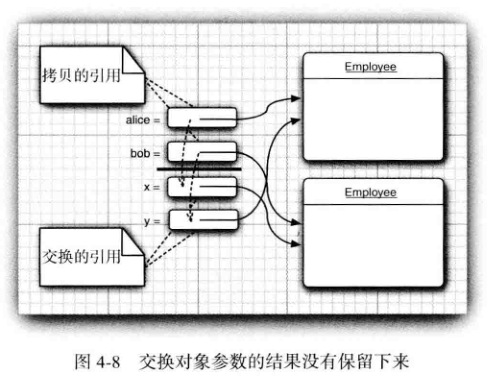 拷贝的引用
Employee
alice =
bob =
x =
Employee
y =
交换的引用
图 4-8 交换对象参数的结果没有保留下来